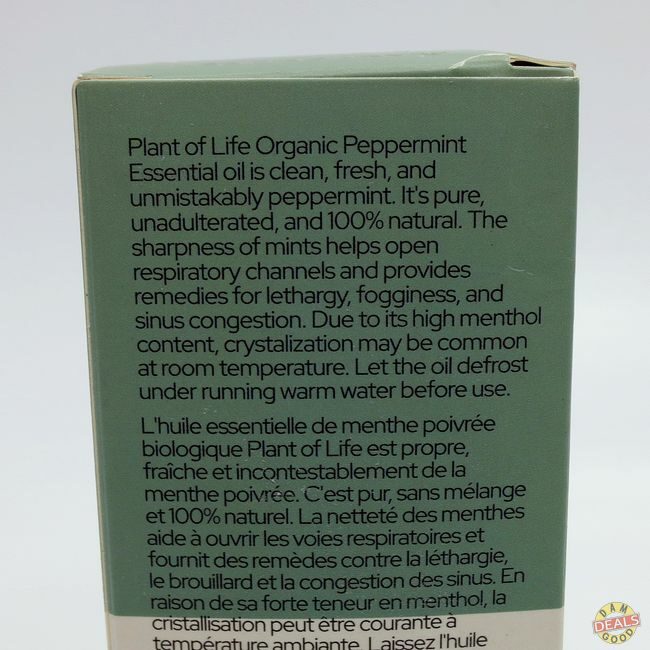 Plant of Life Organic Peppermint
Essential oil is clean, fresh, and
unmistakably peppermint. It's pure,
unadulterated, and 100% natural. The
sharpness of mints helps open
respiratory channels and provides
remedies for lethargy, fogginess, and
sinus congestion. Due to its high menthol
content, crystalization may be common
at room temperature. Let the oil defrost
under running warm water before use.
L'huile essentielle de menthe poivrée
biologique Plant of Life est propre,
fraîche et incontestablement de la
menthe poivrée. C'est pur, sans mélange
et 100% naturel. La netteté des menthes
aide à ouvrir les voies respiratoires et
fournit des remèdes contre la léthargie,
le brouillard et la congestion des sinus. En
raison de sa forte teneur en menthol, la
cristallisation peut être courante à
température ambiante. Laissez l'huile
DAM
DEALS
GOOD